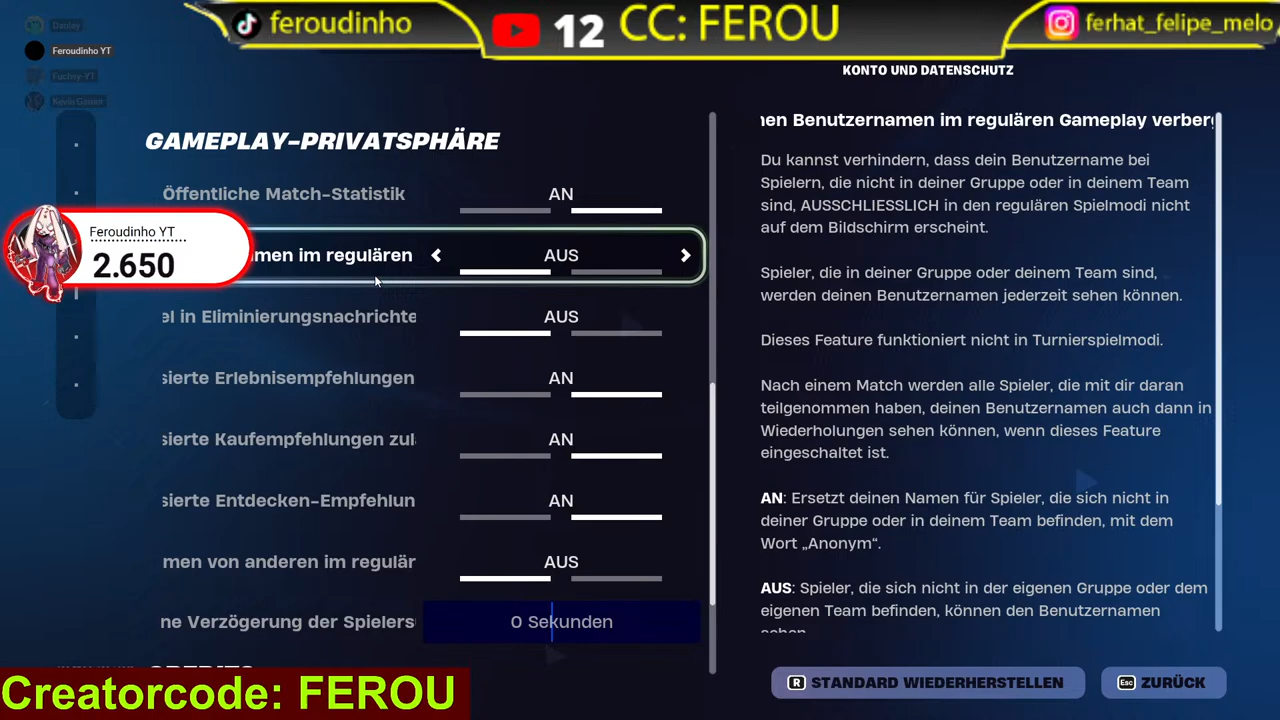 feroudinho
12
CC: FEROU
ferhat_felipe_melo
Danlay
Feroudinho YT
Kevin Games
KONTO UND DATENSCHUTZ
GAMEPLAY-PRIVATSPHÄRE
Öffentliche Match-Statistik AN
men im regulären AUS
Feroudinho YT
2.650
el in Eliminierungsnachrichte AUS
sierte Erlebnisempfehlungen AN
sierte Kaufempfehlungen zul AN
sierte Entdecken-Empfehlun AN
men von anderen im regulär AUS
ne Verzögerung der Spielers 0 Sekunden
CREDITS
nen Benutzernamen im regulären Gameplay verberg
Du kannst verhindern, dass dein Benutzername bei
Spielern, die nicht in deiner Gruppe oder in deinem Team
sind, AUSSCHLIESSLICH in den regulären Spielmodi nicht
auf dem Bildschirm erscheint.
Spieler, die in deiner Gruppe oder deinem Team sind,
werden deinen Benutzernamen jederzeit sehen können.
Dieses Feature funktioniert nicht in Turnierspielmodi.
Nach einem Match werden alle Spieler, die mit dir daran
teilgenommen haben, deinen Benutzernamen auch dann in
Wiederholungen sehen können, wenn dieses Feature
eingeschaltet ist.
AN: Ersetzt deinen Namen für Spieler, die sich nicht in
deiner Gruppe oder in deinem Team befinden, mit dem
Wort „Anonym“.
AUS: Spieler, die sich nicht in der eigenen Gruppe oder dem
eigenen Team befinden, können den Benutzernamen
sehen.
R STANDARD WIEDERHERSTELLEN
Esc ZURÜCK
Creatorcode: FEROU